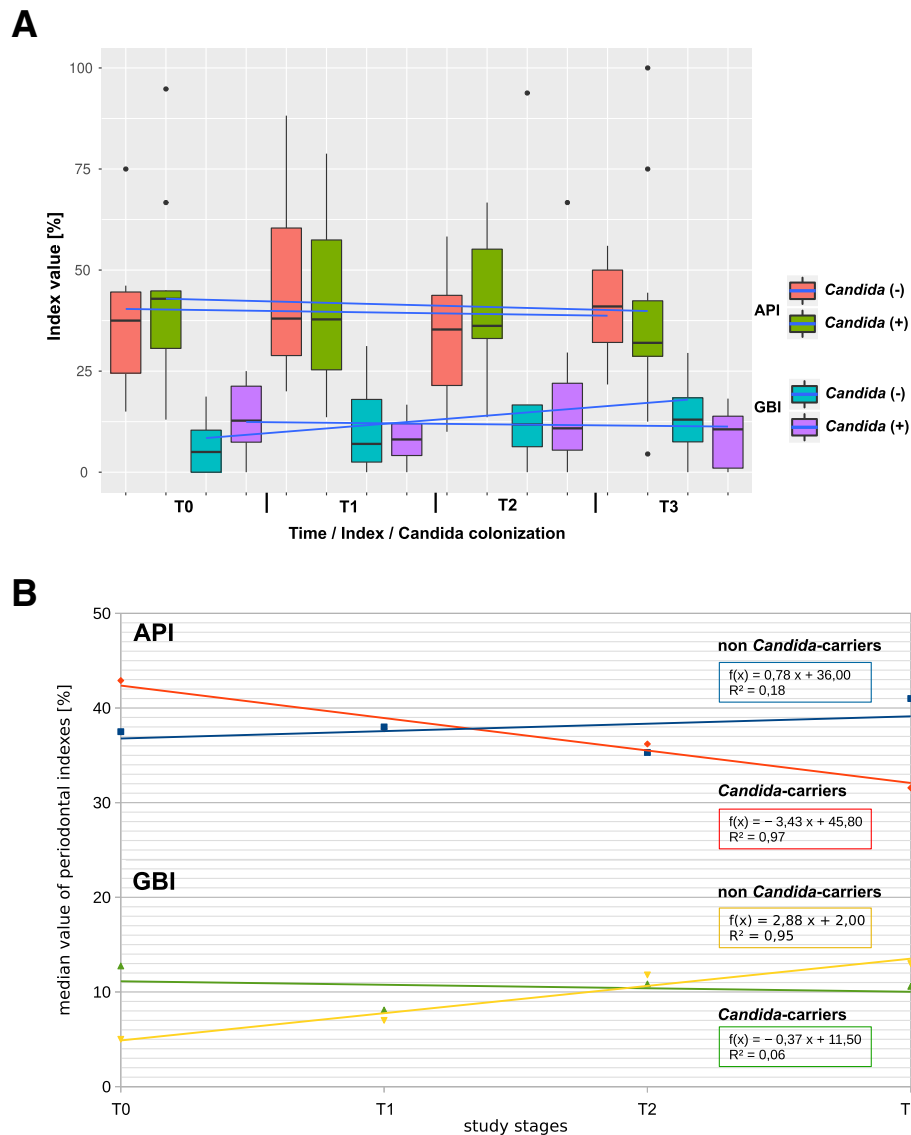 A
100
75
50
25
0
Index value [%]
T0
T1
T2
T3
Time / Index / Candida colonization
API
Candida (-)
Candida (+)
GBI
Candida (-)
Candida (+)
B
50
40
30
20
10
0
median value of periodontal indexes [%]
API
non Candida-carriers
f(x) = 0,78 x + 36,00
R² = 0,18
Candida-carriers
f(x) = − 3,43 x + 45,80
R² = 0,97
GBI
non Candida-carriers
f(x) = 2,88 x + 2,00
R² = 0,95
Candida-carriers
f(x) = − 0,37 x + 11,50
R² = 0,06
T0
T1
T2
T
study stages